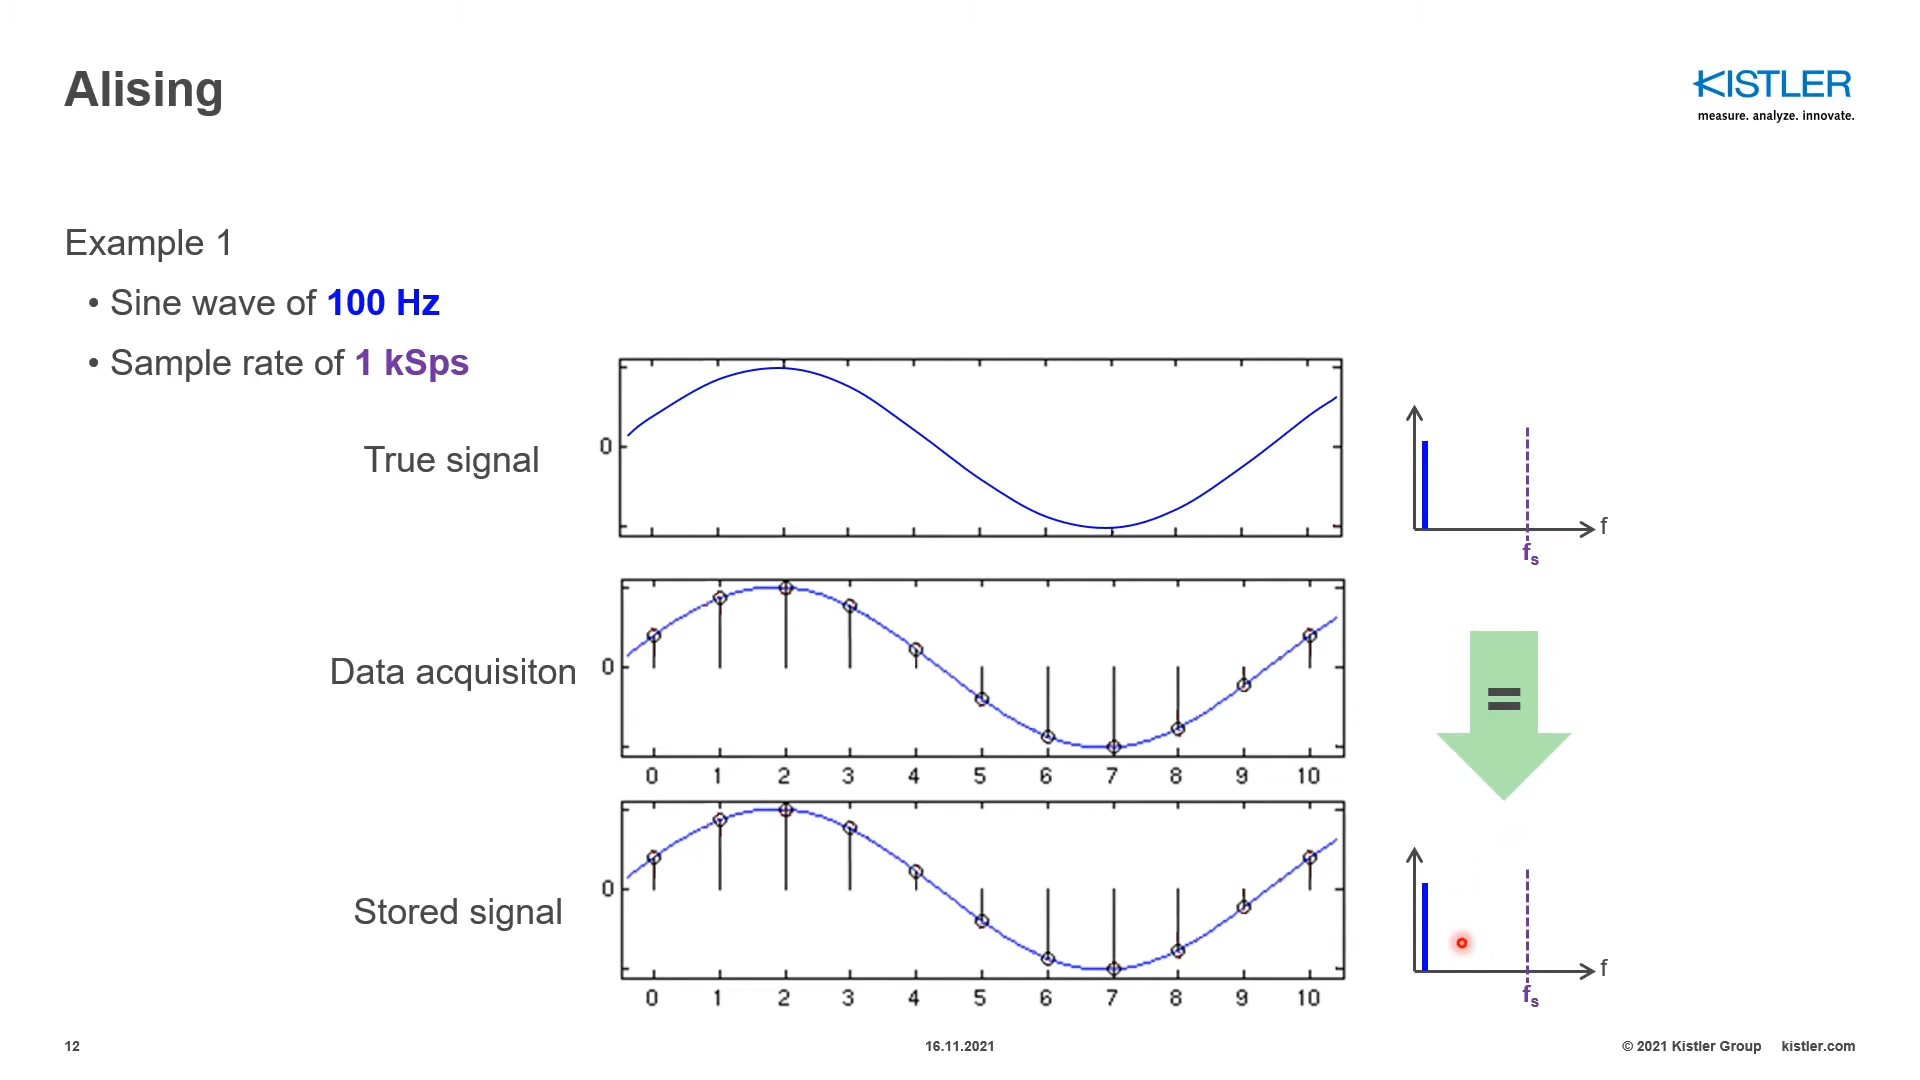 Alising
KISTLER
measure. analyze. innovate.
Example 1
• Sine wave of 100 Hz
• Sample rate of 1 kSps
True signal
0
f
fs
Data acquisiton
0
0 1 2 3 4 5 6 7 8 9 10
=
Stored signal
0
0 1 2 3 4 5 6 7 8 9 10
f
fs
12
16.11.2021
© 2021 Kistler Group kistler.com